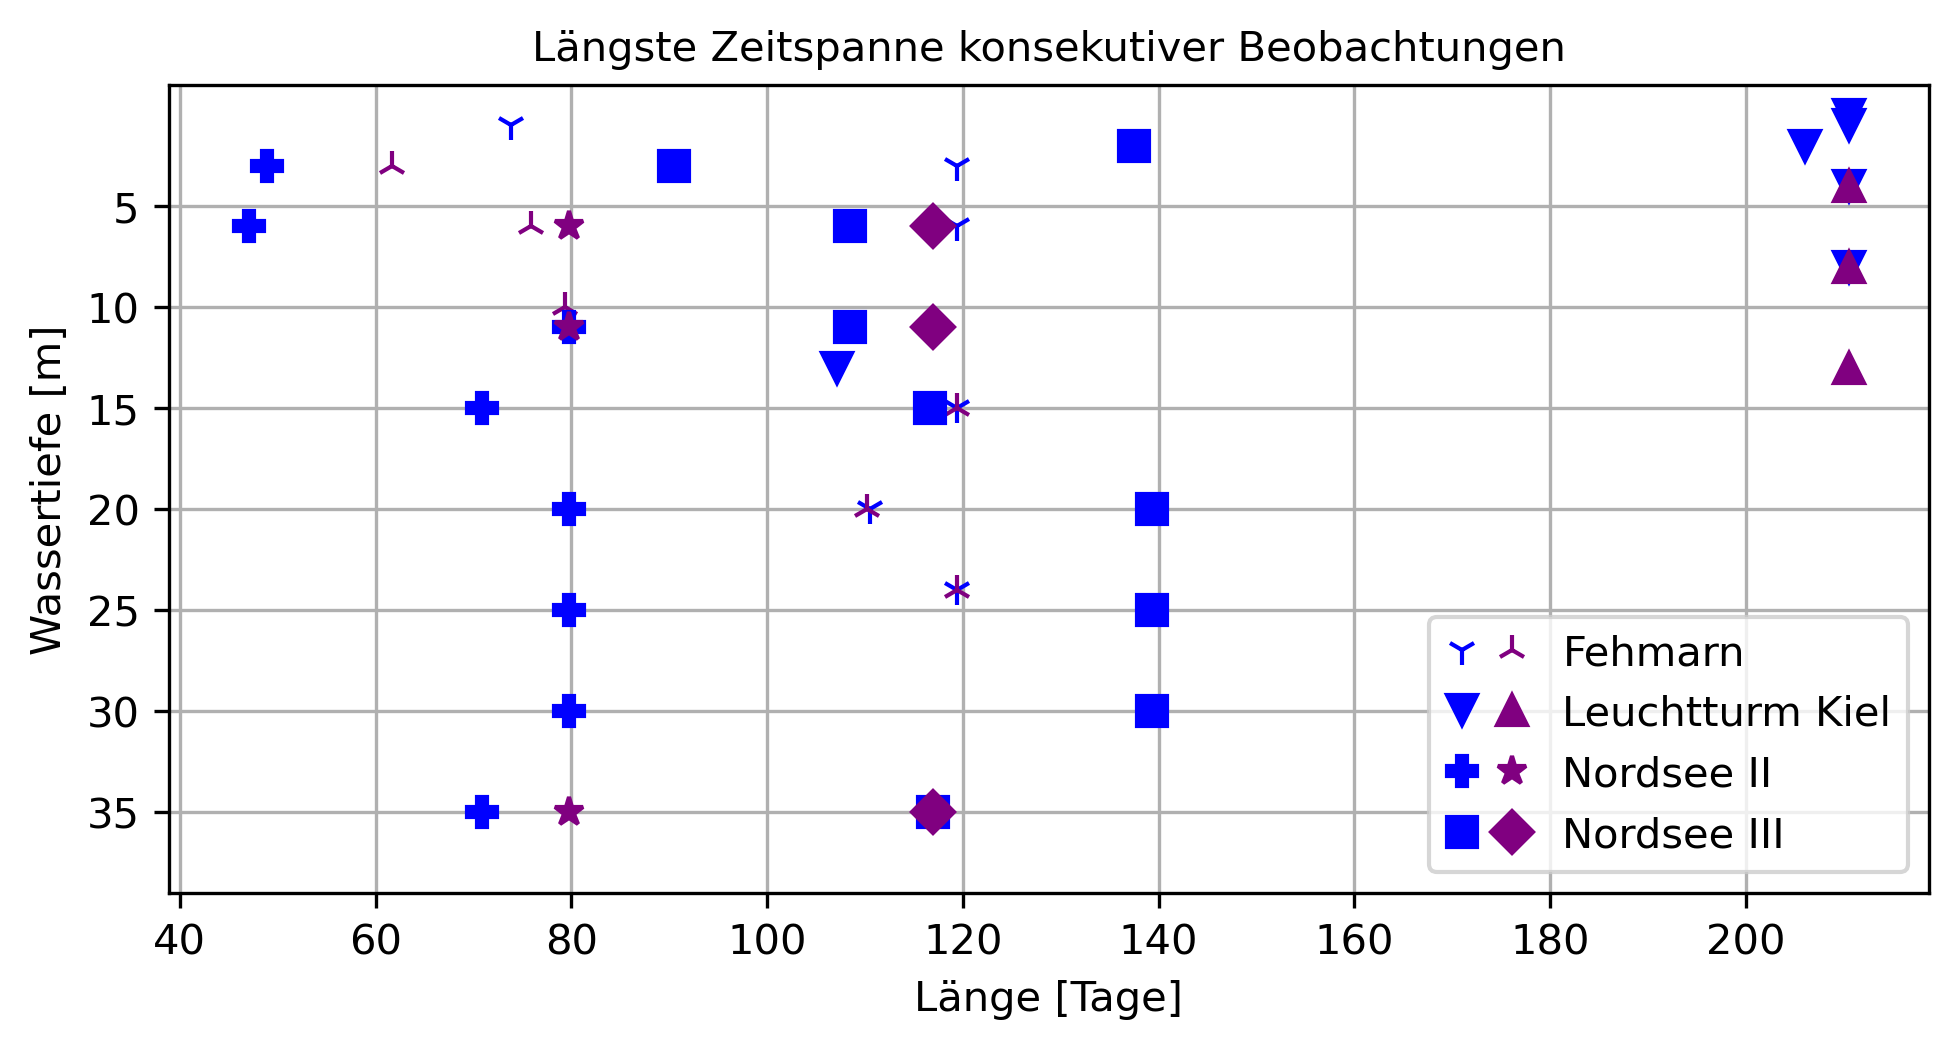 Längste Zeitspanne konsekutiver Beobachtungen
Wassertiefe [m]
5
10
15
20
25
30
35
Fehmarn
Leuchtturm Kiel
Nordsee II
Nordsee III
40 60 80 100 120 140 160 180 200
Länge [Tage]